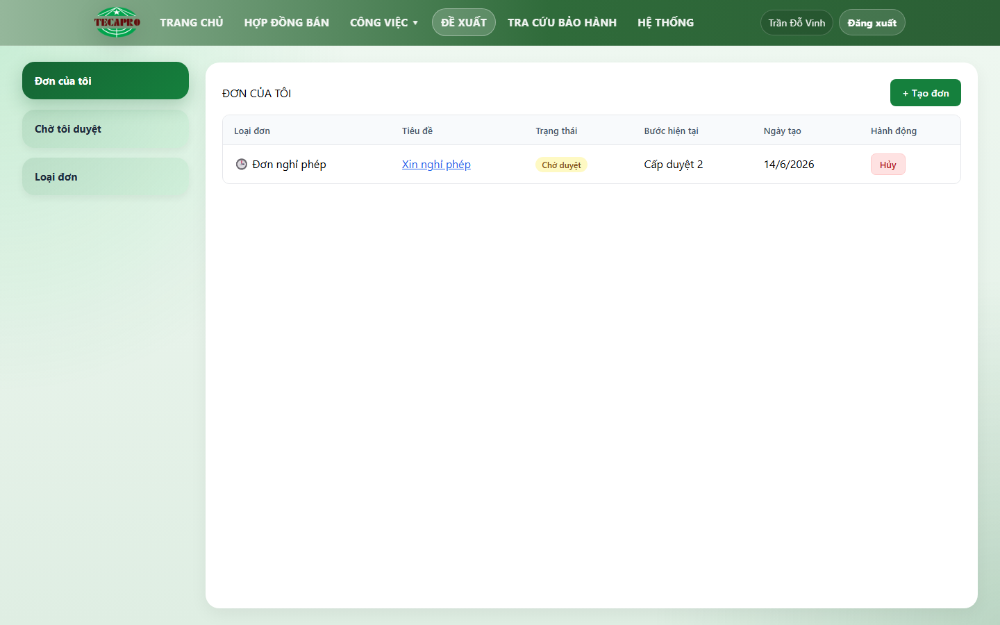 TECAPRO
TRANG CHỦ
HỢP ĐỒNG BÁN
CÔNG VIỆC ▼
ĐỀ XUẤT
TRA CỨU BẢO HÀNH
HỆ THỐNG
Trần Đỗ Vinh
Đăng xuất
Đơn của tôi
Chờ tôi duyệt
Loại đơn
ĐƠN CỦA TÔI
+ Tạo đơn
Loại đơn Tiêu đề Trạng thái Bước hiện tại Ngày tạo Hành động
Đơn nghỉ phép Xin nghỉ phép Chờ duyệt Cấp duyệt 2 14/6/2026 Hủy